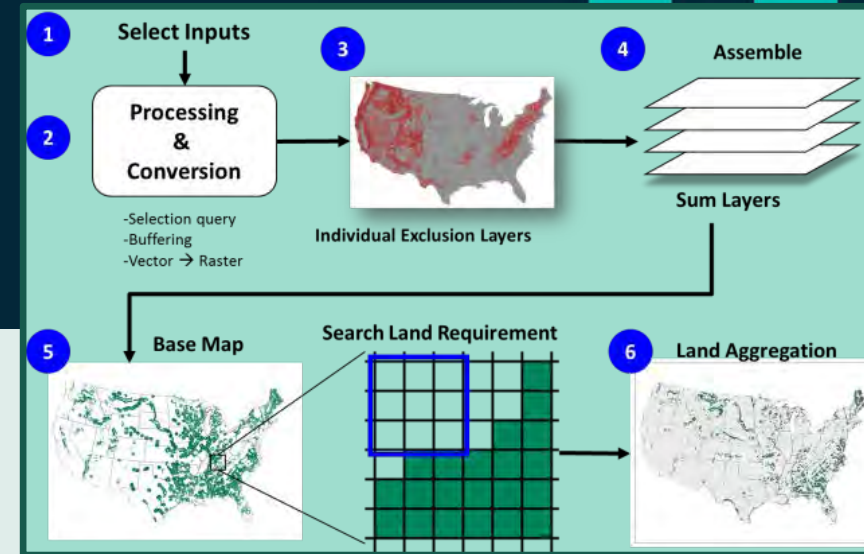 1
Select Inputs
2
Processing
&
Conversion
-Selection query
-Buffering
-Vector → Raster
3
Individual Exclusion Layers
4
Assemble
Sum Layers
5
Base Map
Search Land Requirement
6
Land Aggregation